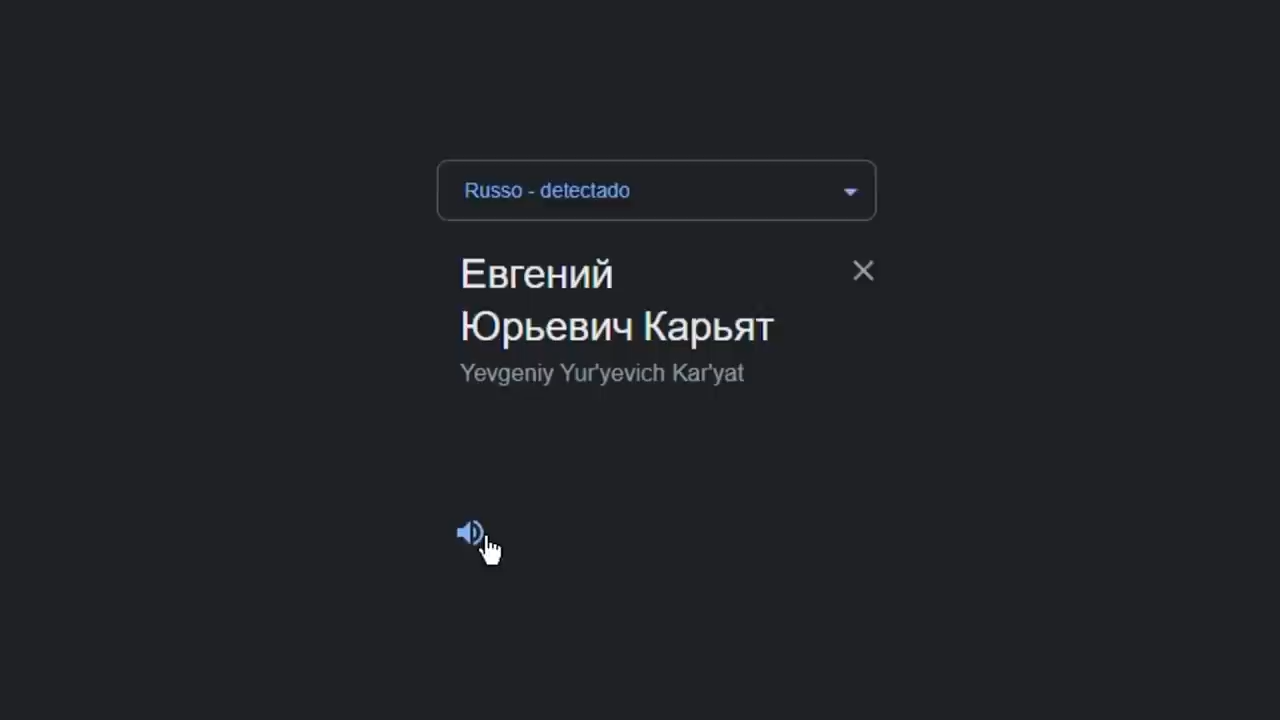 Russo - detectado
Евгений
Юрьевич Карьят
Yevgeniy Yur'yevich Kar'yat